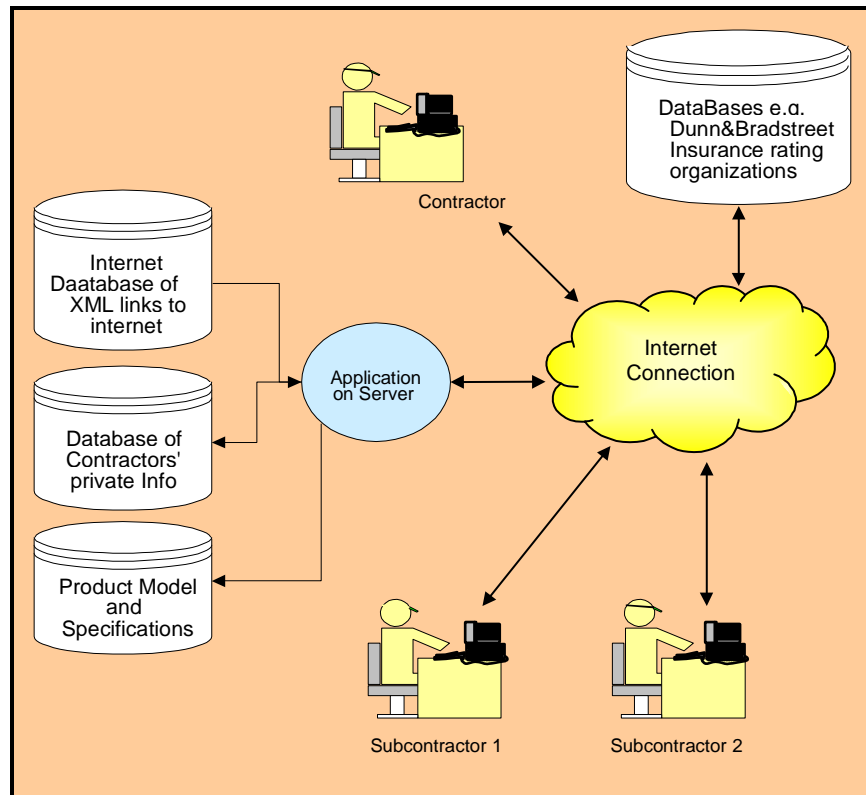 DataBases e.g.
Dunn&Bradstreet
Insurance rating
organizations
Contractor
Internet
Daatabase of
XML links to
internet
Internet
Connection
Application
on Server
Database of
Contractors'
private Info
Product Model
and
Specifications
Subcontractor 1
Subcontractor 2